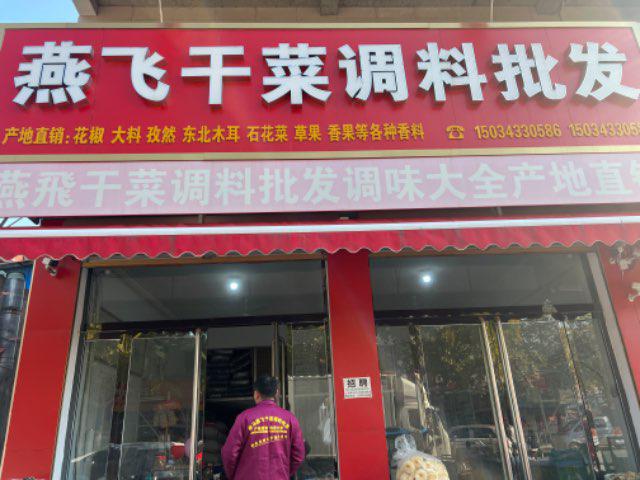 燕飞干菜调料批发
产地直销:花椒 大料 孜然 东北木耳 石花菜 草果 香果等各种香料 ☎ 15034330586 150343305
燕飛干菜调料批发调味大全产地直销
招聘